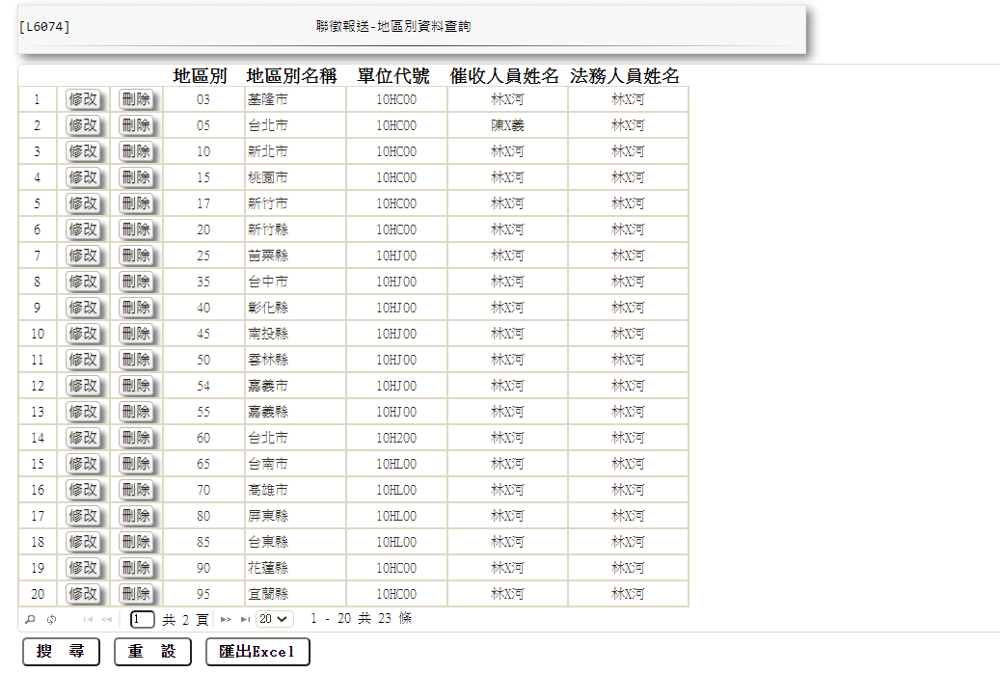 [L6074] 聯徵報送-地區別資料查詢
地區別 地區別名稱 單位代號 催收人員姓名 法務人員姓名
1 修改 刪除 03 基隆市 10HC00 林X河 林X河
2 修改 刪除 05 台北市 10HC00 陳X義 林X河
3 修改 刪除 10 新北市 10HC00 林X河 林X河
4 修改 刪除 15 桃園市 10HC00 林X河 林X河
5 修改 刪除 17 新竹市 10HC00 林X河 林X河
6 修改 刪除 20 新竹縣 10HC00 林X河 林X河
7 修改 刪除 25 苗栗縣 10HJ00 林X河 林X河
8 修改 刪除 35 台中市 10HJ00 林X河 林X河
9 修改 刪除 40 彰化縣 10HJ00 林X河 林X河
10 修改 刪除 45 南投縣 10HJ00 林X河 林X河
11 修改 刪除 50 雲林縣 10HJ00 林X河 林X河
12 修改 刪除 54 嘉義市 10HJ00 林X河 林X河
13 修改 刪除 55 嘉義縣 10HJ00 林X河 林X河
14 修改 刪除 60 台北市 10H200 林X河 林X河
15 修改 刪除 65 台南市 10HL00 林X河 林X河
16 修改 刪除 70 高雄市 10HL00 林X河 林X河
17 修改 刪除 80 屏東縣 10HL00 林X河 林X河
18 修改 刪除 85 台東縣 10HL00 林X河 林X河
19 修改 刪除 90 花蓮縣 10HC00 林X河 林X河
20 修改 刪除 95 宜蘭縣 10HC00 林X河 林X河
1 共 2 頁 20 1 - 20 共 23 條
搜 尋 重 設 匯出Excel